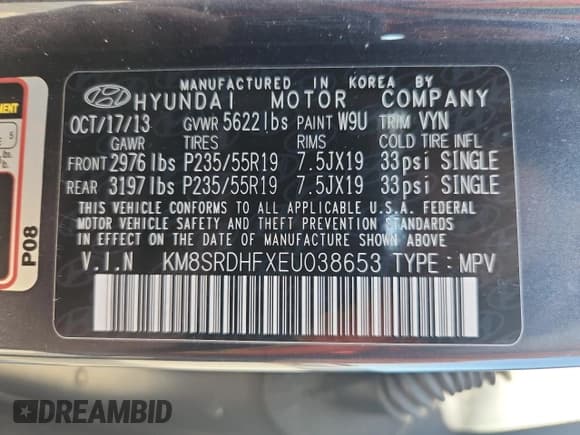 MANUFACTURED IN KOREA BY
HYUNDAI MOTOR COMPANY
OCT/17/13 GVWR 5622lbs PAINT W9U TRIM VYN
GAWR TIRES RIMS COLD TIRE INFL
FRONT 2976lbs P235/55R19 7.5JX19 33psi SINGLE
REAR 3197lbs P235/55R19 7.5JX19 33psi SINGLE
THIS VEHICLE CONFORMS TO ALL APPLICABLE U.S.A. FEDERAL
MOTOR VEHICLE SAFETY AND THEFT PREVENTION STANDARDS
IN EFFECT ON THE DATE OF MANUFACTURE SHOWN ABOVE.
V.I.N KM8SRDHFXEU038653 TYPE:MPV
5
lbs.
P08
DREAMBID